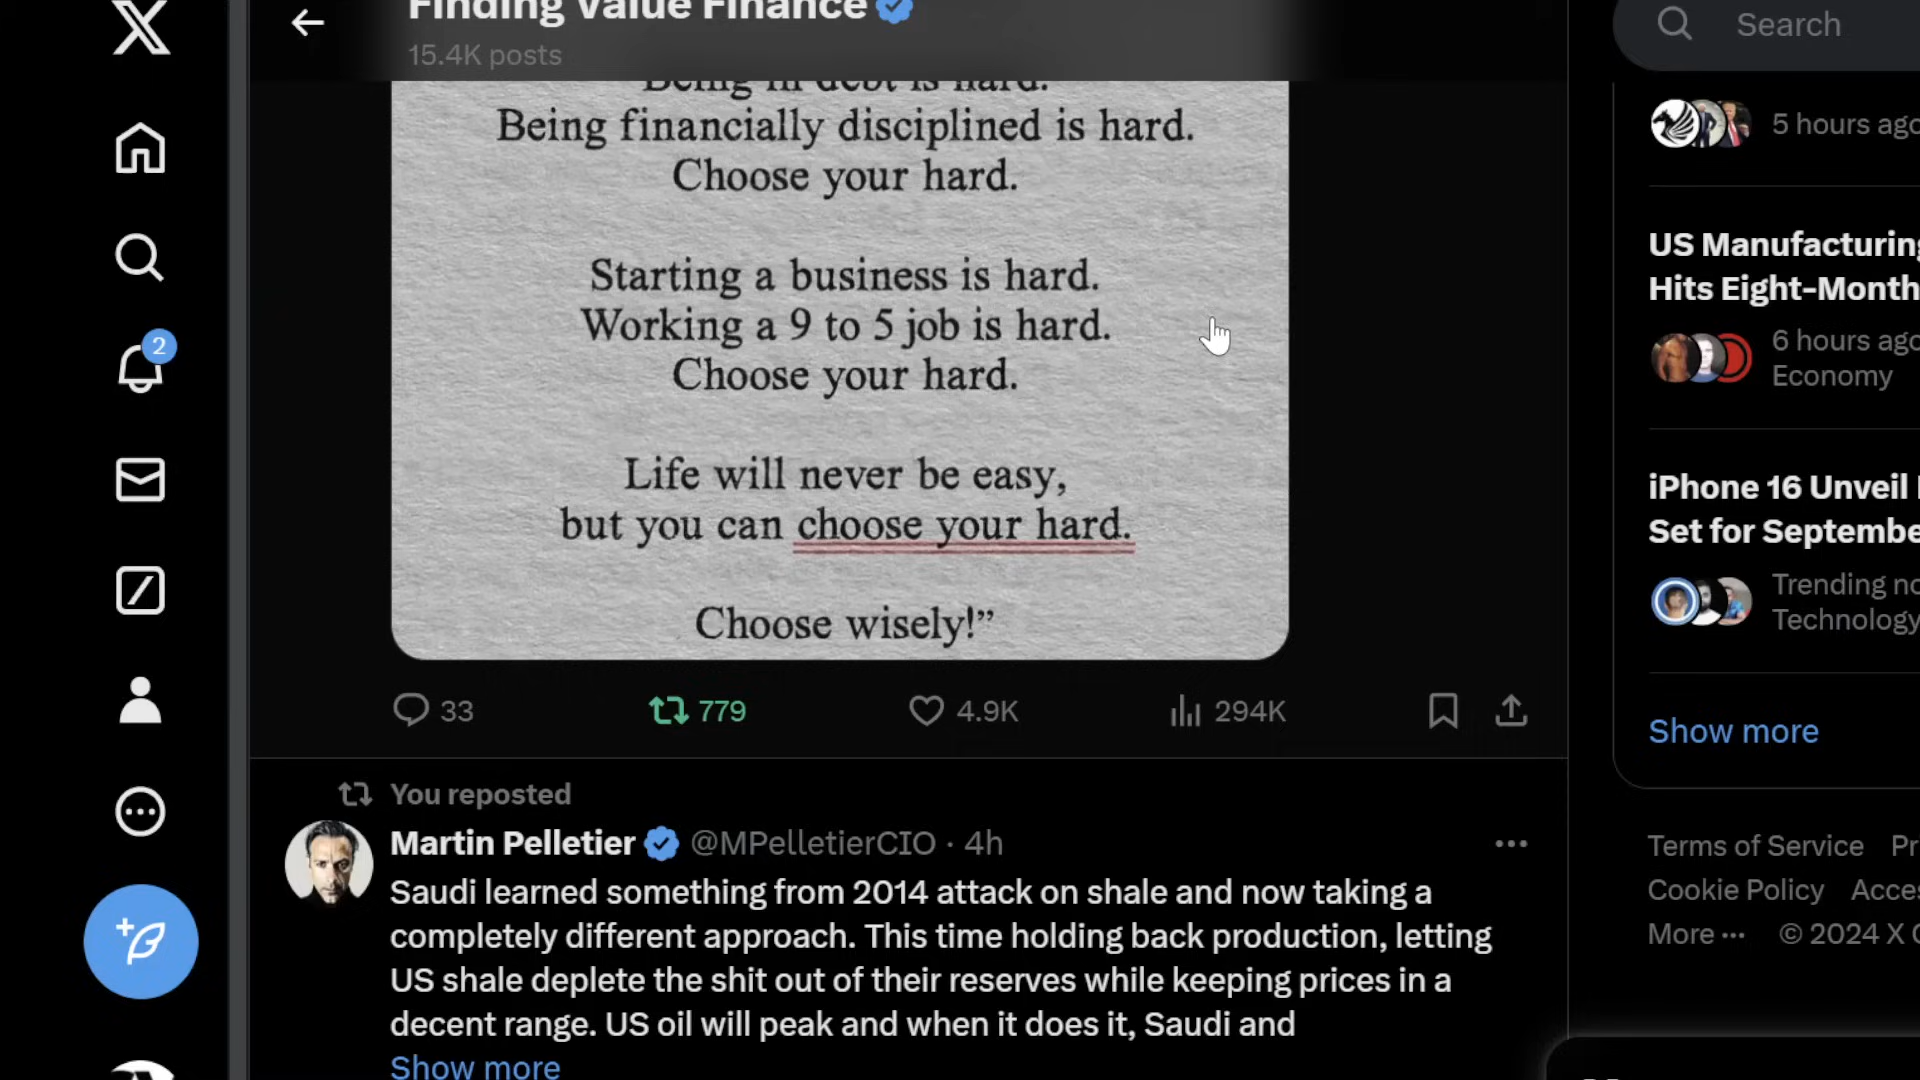 Finding Value Finance
15.4K posts
Search
Being in debt is hard.
Being financially disciplined is hard.
Choose your hard.
Starting a business is hard.
Working a 9 to 5 job is hard.
Choose your hard.
Life will never be easy,
but you can choose your hard.
Choose wisely!”
33 779 4.9K 294K
You reposted
Martin Pelletier @MPelletierCIO · 4h
Saudi learned something from 2014 attack on shale and now taking a
completely different approach. This time holding back production, letting
US shale deplete the shit out of their reserves while keeping prices in a
decent range. US oil will peak and when it does it, Saudi and
Show more
2
5 hours ago
US Manufacturing
Hits Eight-Month
6 hours ago
Economy
iPhone 16 Unveil
Set for Septembe
Trending no
Technology
Show more
Terms of Service Pr
Cookie Policy Acces
More ··· © 2024 X C